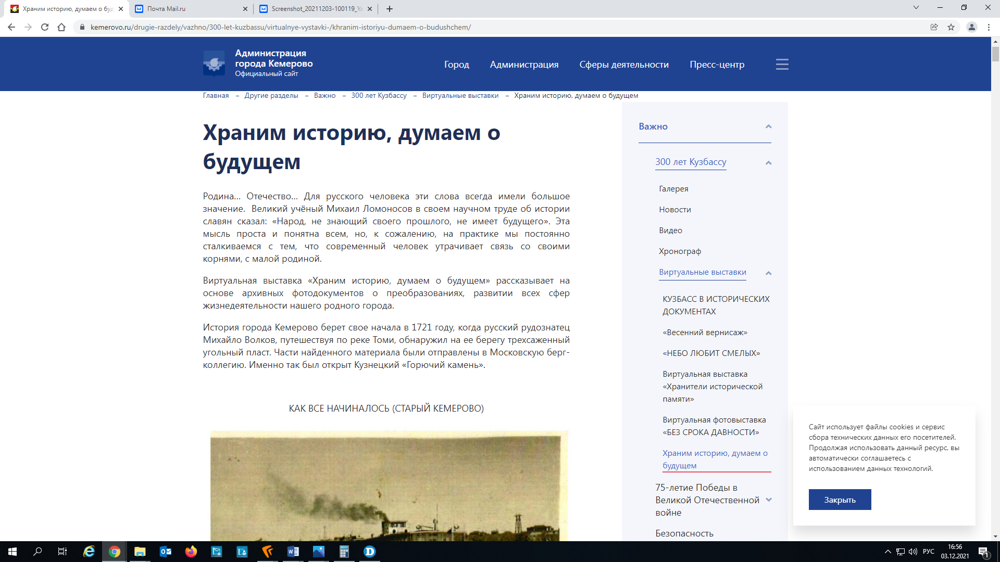 Храним историю, думаем о буд
Почта Mail.ru
Screenshot_20211203-100119_Ya
kemerovo.ru/drugie-razdely/vazhno/300-let-kuzbassu/virtualnye-vystavki-/khranim-istoriyu-dumaem-o-budushchem/
Администрация
города Кемерово
Официальный сайт
Город
Администрация
Сферы деятельности
Пресс-центр
Главная – Другие разделы – Важно – 300 лет Кузбассу – Виртуальные выставки – Храним историю, думаем о будущем
Храним историю, думаем о
будущем
Родина... Отечество... Для русского человека эти слова всегда имели большое
значение. Великий учёный Михаил Ломоносов в своем научном труде об истории
славян сказал: «Народ, не знающий своего прошлого, не имеет будущего». Эта
мысль проста и понятна всем, но, к сожалению, на практике мы постоянно
сталкиваемся с тем, что современный человек утрачивает связь со своими
корнями, с малой родиной.
Виртуальная выставка «Храним историю, думаем о будущем» рассказывает на
основе архивных фотодокументов о преобразованиях, развитии всех сфер
жизнедеятельности нашего родного города.
История города Кемерово берет свое начала в 1721 году, когда русский рудознатец
Михайло Волков, путешествуя по реке Томи, обнаружил на ее берегу трехсаженный
угольный пласт. Части найденного материала были отправлены в Московскую берг-
коллегию. Именно так был открыт Кузнецкий «Горючий камень».
КАК ВСЕ НАЧИНАЛОСЬ (СТАРЫЙ КЕМЕРОВО)
Важно
300 лет Кузбассу
Галерея
Новости
Видео
Хронограф
Виртуальные выставки
КУЗБАСС В ИСТОРИЧЕСКИХ
ДОКУМЕНТАХ
«Весенний вернисаж»
«НЕБО ЛЮБИТ СМЕЛЫХ»
Виртуальная выставка
«Хранители исторической
памяти»
Виртуальная фотовыставка
«БЕЗ СРОКА ДАВНОСТИ»
Храним историю, думаем о
будущем
75-летие Победы в
Великой Отечественной
войне
Безопасность
Сайт использует файлы cookies и сервис
сбора технических данных его посетителей.
Продолжая использовать данный ресурс, вы
автоматически соглашаетесь с
использованием данных технологий.
Закрыть
РУС
16:56
03.12.2021
1